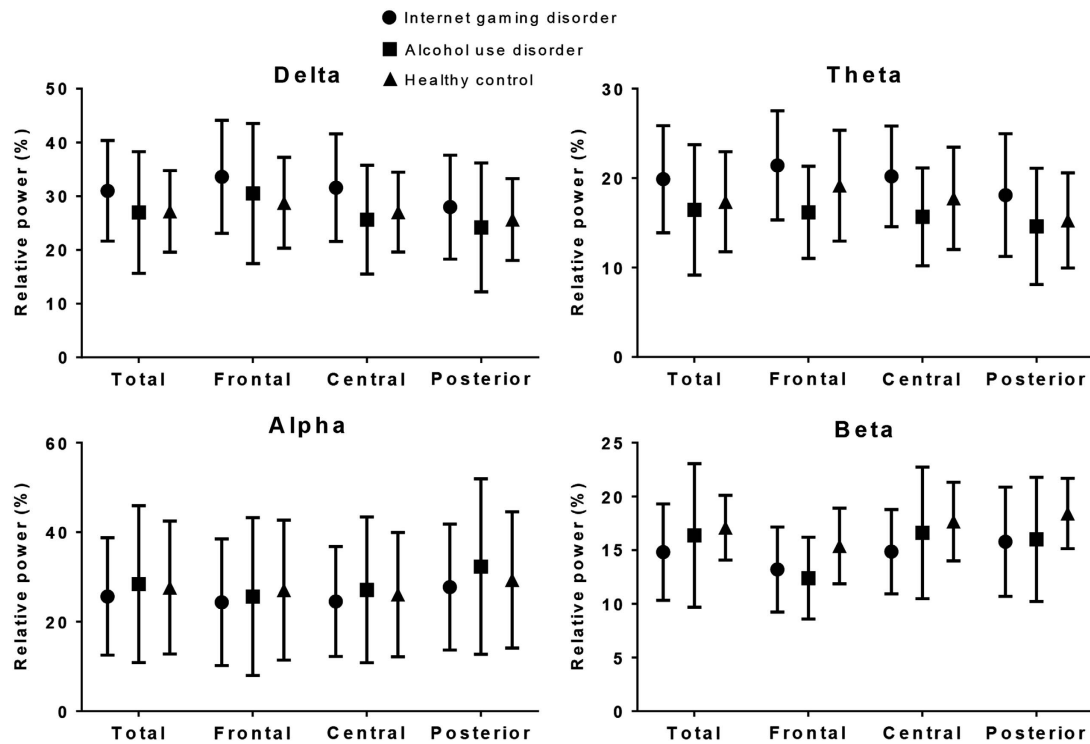 Internet gaming disorder
Alcohol use disorder
Healthy control
Delta
Relative power (%)
50
40
30
20
10
0
Total Frontal Central Posterior
Theta
Relative power (%)
30
20
10
0
Total Frontal Central Posterior
Alpha
Relative power (%)
60
40
20
0
Total Frontal Central Posterior
Beta
Relative power (%)
25
20
15
10
5
0
Total Frontal Central Posterior